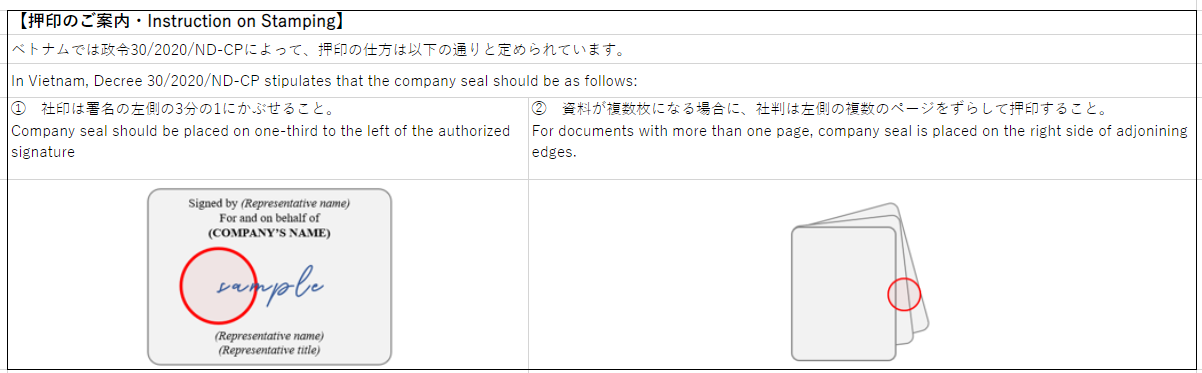 【押印のご案内・Instruction on Stamping】
ベトナムでは政令30/2020/ND-CPによって、押印の仕方は以下の通りと定められています。
In Vietnam, Decree 30/2020/ND-CP stipulates that the company seal should be as follows:
①　社印は署名の左側の3分の1にかぶせること。
Company seal should be placed on one-third to the left of the authorized
signature
②　資料が複数枚になる場合に、社判は左側の複数のページをずらして押印すること。
For documents with more than one page, company seal is placed on the right side of adjonining
edges.
Signed by (Representative name)
For and on behalf of
(COMPANY'S NAME)
sample
(Representative name)
(Representative title)